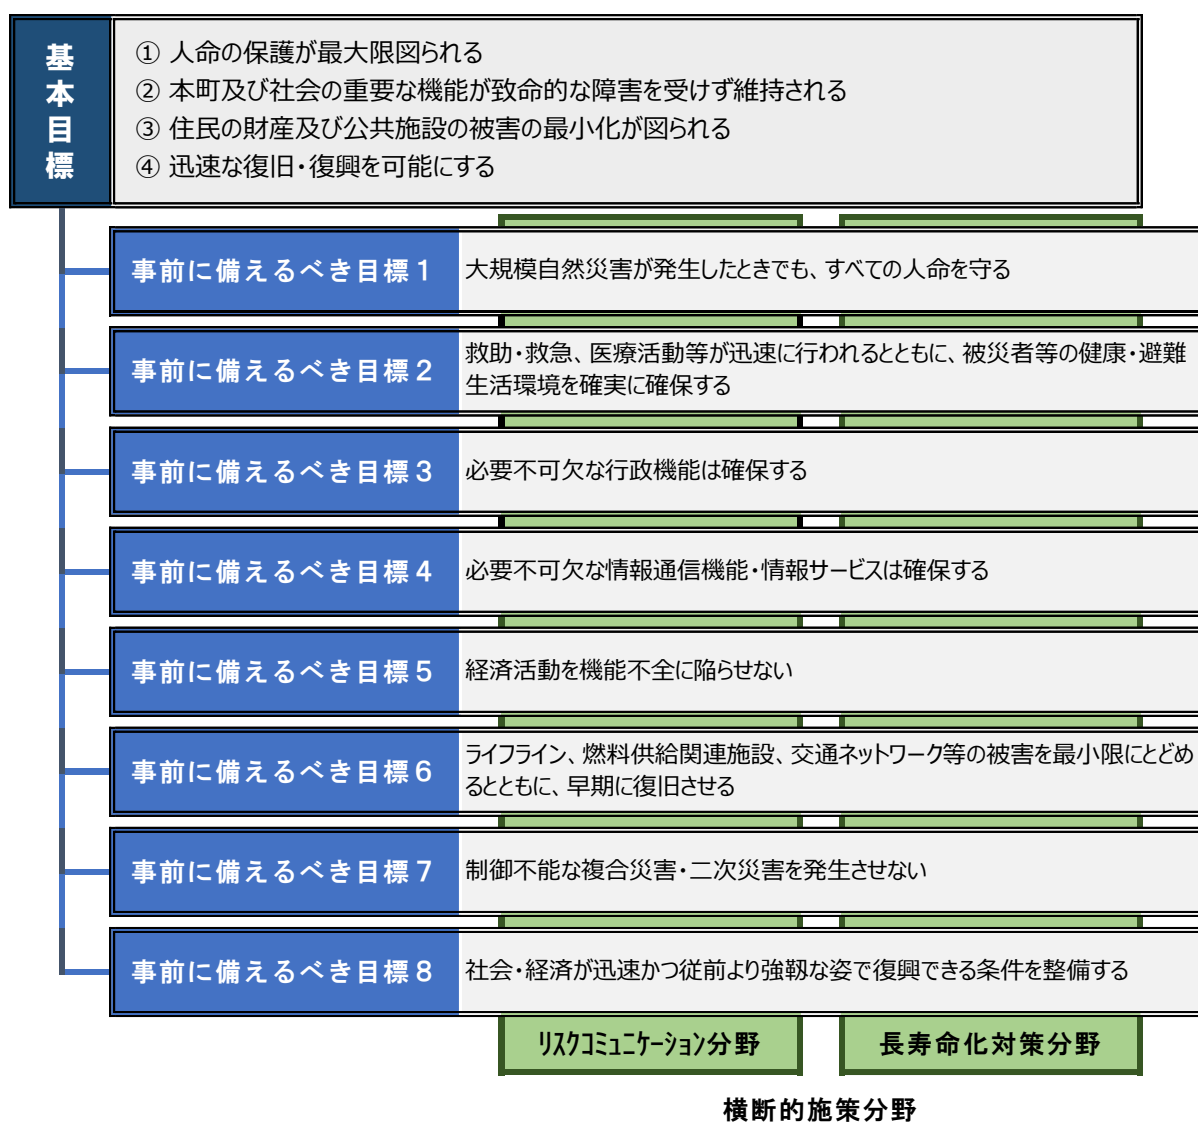 基本目標
① 人命の保護が最大限図られる
② 本町及び社会の重要な機能が致命的な障害を受けず維持される
③ 住民の財産及び公共施設の被害の最小化が図られる
④ 迅速な復旧・復興を可能にする
事前に備えるべき目標１
大規模自然災害が発生したときでも、すべての人命を守る
事前に備えるべき目標２
救助・救急、医療活動等が迅速に行われるとともに、被災者等の健康・避難
生活環境を確実に確保する
事前に備えるべき目標３
必要不可欠な行政機能は確保する
事前に備えるべき目標４
必要不可欠な情報通信機能・情報サービスは確保する
事前に備えるべき目標５
経済活動を機能不全に陥らせない
事前に備えるべき目標６
ライフライン、燃料供給関連施設、交通ネットワーク等の被害を最小限にとどめ
るとともに、早期に復旧させる
事前に備えるべき目標７
制御不能な複合災害・二次災害を発生させない
事前に備えるべき目標８
社会・経済が迅速かつ従前より強靱な姿で復興できる条件を整備する
ﾘｽｸｺﾐｭﾆｹｰｼｮﾝ分野
長寿命化対策分野
横断的施策分野